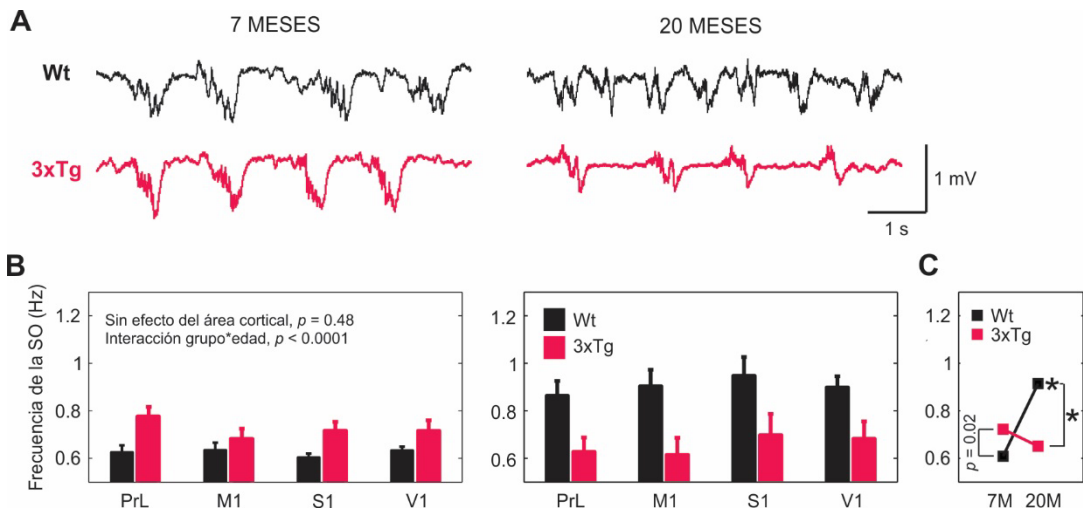 A
7 MESES
20 MESES
Wt
3xTg
1 mV
1 s
B
Frecuencia de la SO (Hz)
1.2
1
0.8
0.6
Sin efecto del área cortical, p = 0.48
Interacción grupo*edad, p < 0.0001
PrL M1 S1 V1
1.2
1
0.8
0.6
Wt
3xTg
PrL M1 S1 V1
C
1.2
1
0.8
0.6
Wt
3xTg
*
*
p = 0.02
7M 20M